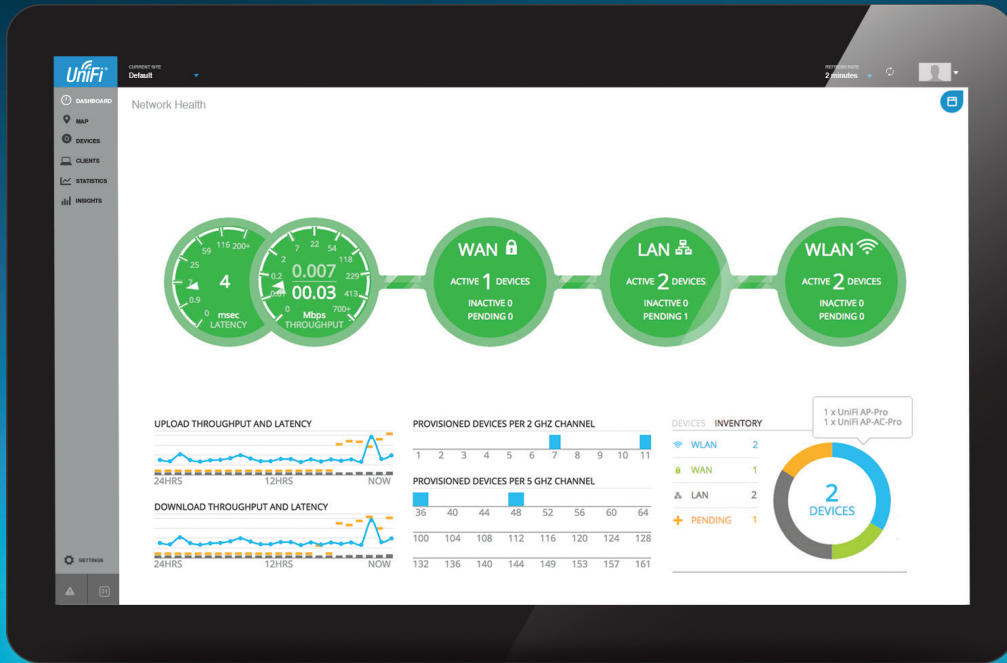 UniFi
CURRENT SITE
Default
REFRESH RATE
2 minutes
DASHBOARD
MAP
DEVICES
CLIENTS
STATISTICS
INSIGHTS
SETTINGS
31
Network Health
0
0.9
25
59
116
200+
4
msec
LATENCY
0
0.01
0.2
2
7
22
54
118
229
413
700+
0.007
00.03
Mbps
THROUGHPUT
WAN
ACTIVE 1 DEVICES
INACTIVE 0
PENDING 0
LAN
ACTIVE 2 DEVICES
INACTIVE 0
PENDING 1
WLAN
ACTIVE 2 DEVICES
INACTIVE 0
PENDING 0
UPLOAD THROUGHPUT AND LATENCY
24HRS 12HRS NOW
DOWNLOAD THROUGHPUT AND LATENCY
24HRS 12HRS NOW
PROVISIONED DEVICES PER 2 GHZ CHANNEL
1 2 3 4 5 6 7 8 9 10 11
PROVISIONED DEVICES PER 5 GHZ CHANNEL
36 40 44 48 52 56 60 64
100 104 108 112 116 120 124 128
132 136 140 144 149 153 157 161
DEVICES INVENTORY
WLAN 2
WAN 1
LAN 2
PENDING 1
1 x UniFi AP-Pro
1 x UniFi AP-AC-Pro
2
DEVICES